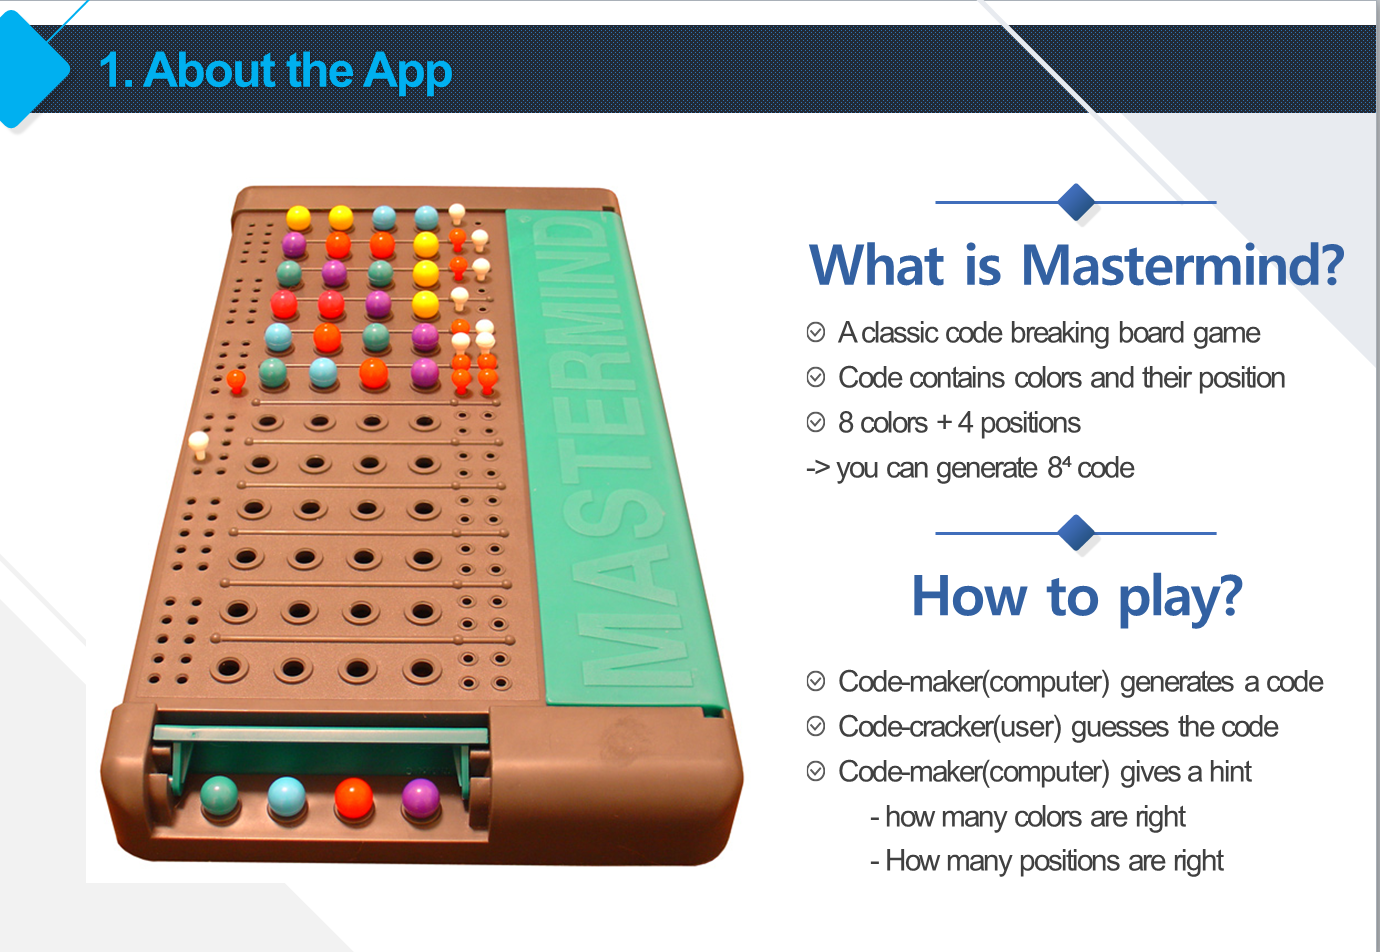 1. About the App
MASTERMIND
What is Mastermind?
A classic code breaking board game
Code contains colors and their position
8 colors + 4 positions
-> you can generate 8⁴ code
How to play?
Code-maker(computer) generates a code
Code-cracker(user) guesses the code
Code-maker(computer) gives a hint
- how many colors are right
- How many positions are right